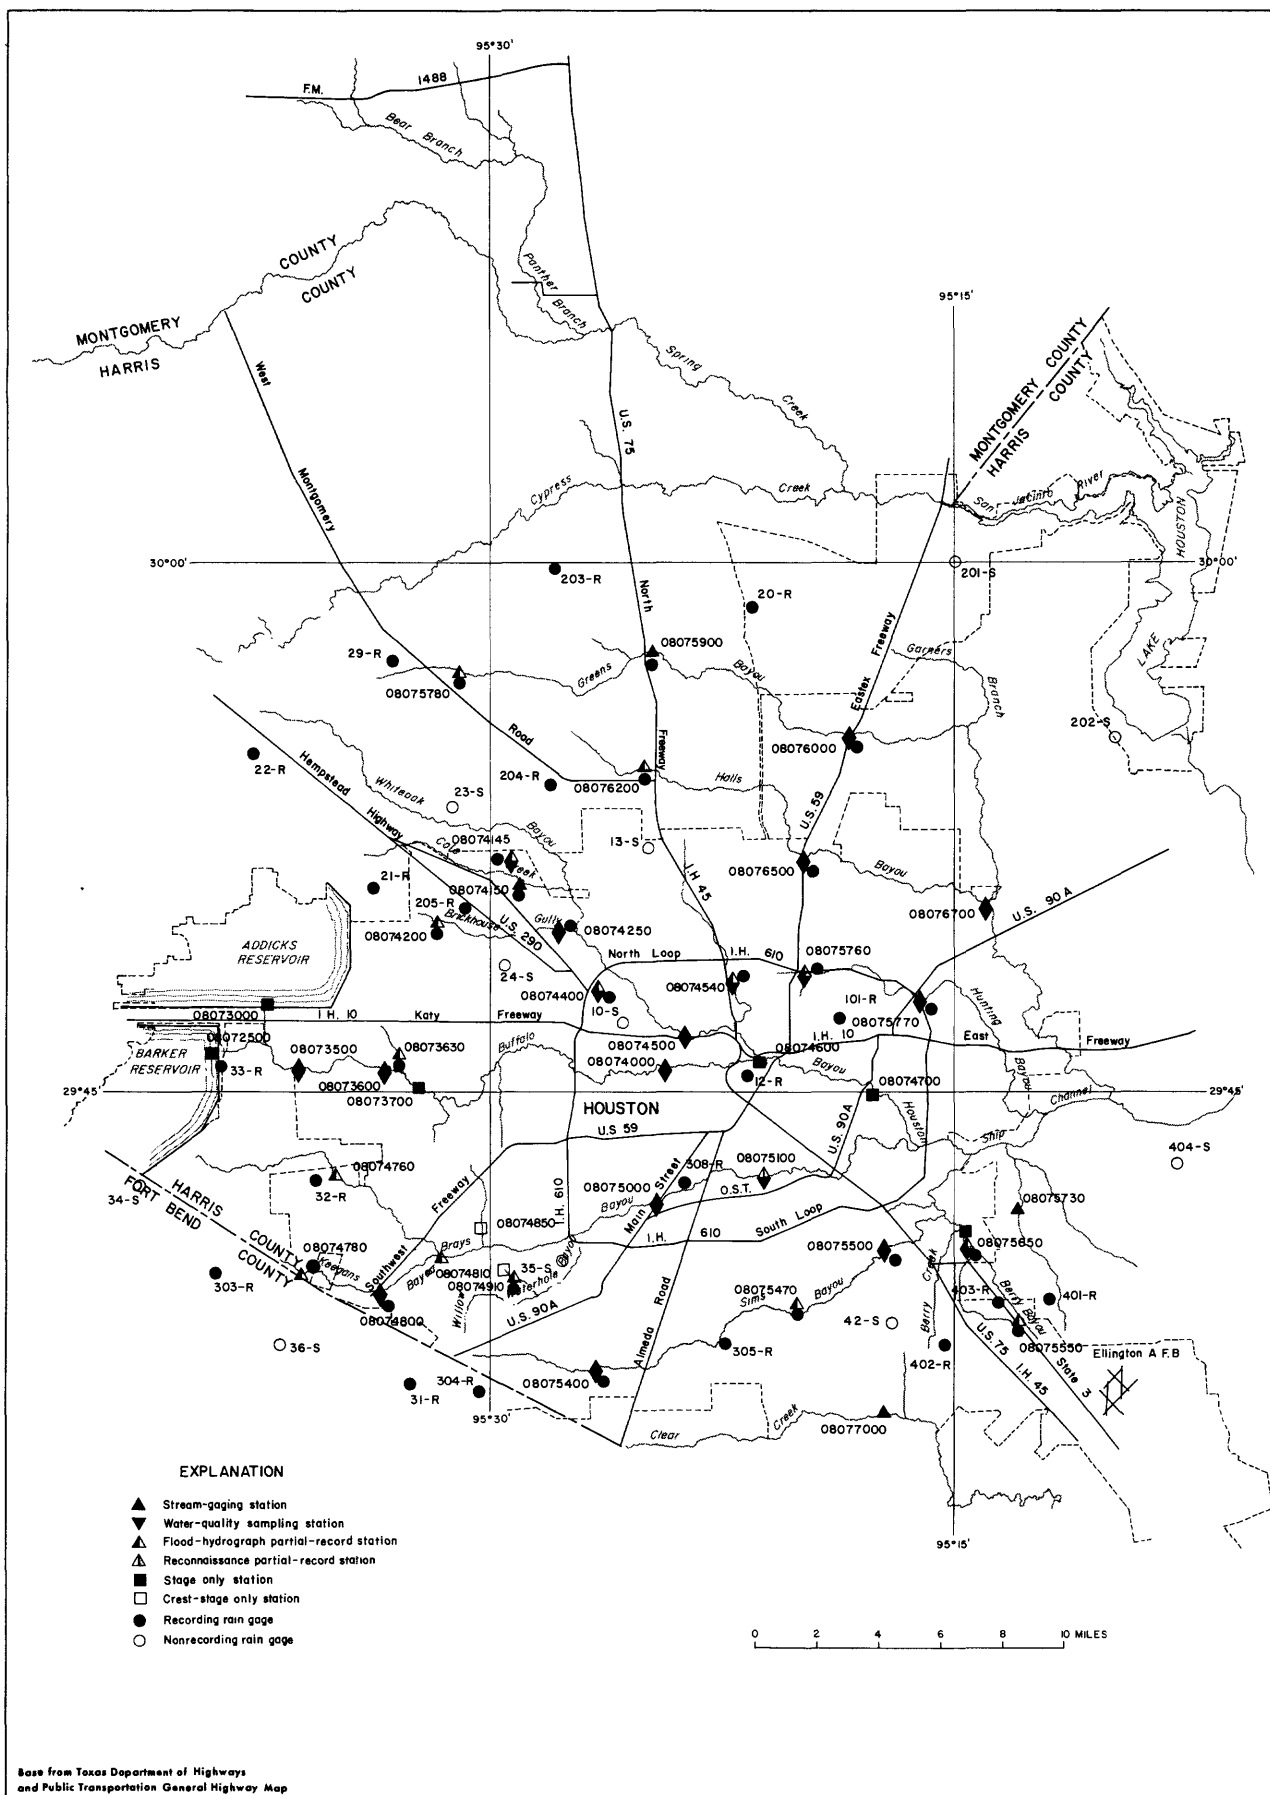 95°30'
F.M.
1488
Bear Branch
COUNTY
COUNTY
MONTGOMERY
HARRIS
Panther Branch
95°15'
West
Spring
Creek
MONTGOMERY COUNTY
HARRIS COUNTY
U.S. 75
Montgomery
Cypress
Creek
San Jacinto River
HOUSTON
30°00'
203-R
201-S
30°00'
20-R
North
Freeway
29-R
08075900
Garners
LAKE
Greens
Bayou
08075780
Eastex
Branch
202-S
Road
Freeway
08076000
22-R
Hempstead
Whiteoak
204-R
08076200
Halls
23-S
Highway
Bayou
U.S. 59
Cole
08074145
13-S
Creek
I.H. 45
08076500
Bayou
21-R
08074150
205-R
Brickhouse
Gully
U.S. 90 A
08076700
08074200
U.S. 290
08074250
ADDICKS
RESERVOIR
North Loop
I.H. 610
08075760
24-S
08074400
08074540
101-R
08073000
I.H. 10
Katy
Freeway
10-S
08075770
Hunting
08072500
08074500
I.H. 10
East
Freeway
BARKER
RESERVOIR
08073500
08073630
Buffalo
08074000
08074600
33-R
12-R
Bayou
Bayou
08073600
08074700
29°45'
08073700
Channel
29°45'
HOUSTON
Houston
U.S 59
U.S. 90A
Ship
404-S
08074760
Street
308-R
08075100
HARRIS
34-S
FORT BEND
32-R
Freeway
08075000
O.S.T.
I.H. 610
Bayou
Main
08075730
COUNTY
COUNTY
08074850
South Loop
I.H. 610
08074780
Brays
Bayou
08075500
08075650
Keegans
Southwest
Bayou
08074810
35-S
Creek
303-R
08074910
Waterhole
08075470
Bayou
403-R
401-R
Willow
Road
Sims
Berry Bayou
08074800
U.S. 90A
42-S
Berry
36-S
Almeda
305-R
08075550
402-R
U.S. 75
State 3
Ellington A F.B
304-R
08075400
I.H. 45
31-R
95°30'
Clear
Creek
08077000
EXPLANATION
Stream-gaging station
Water-quality sampling station
Flood-hydrograph partial-record station
Reconnaissance partial-record station
Stage only station
Crest-stage only station
Recording rain gage
Nonrecording rain gage
95°15'
0 2 4 6 8 10 MILES
Base from Texas Department of Highways
and Public Transportation General Highway Map